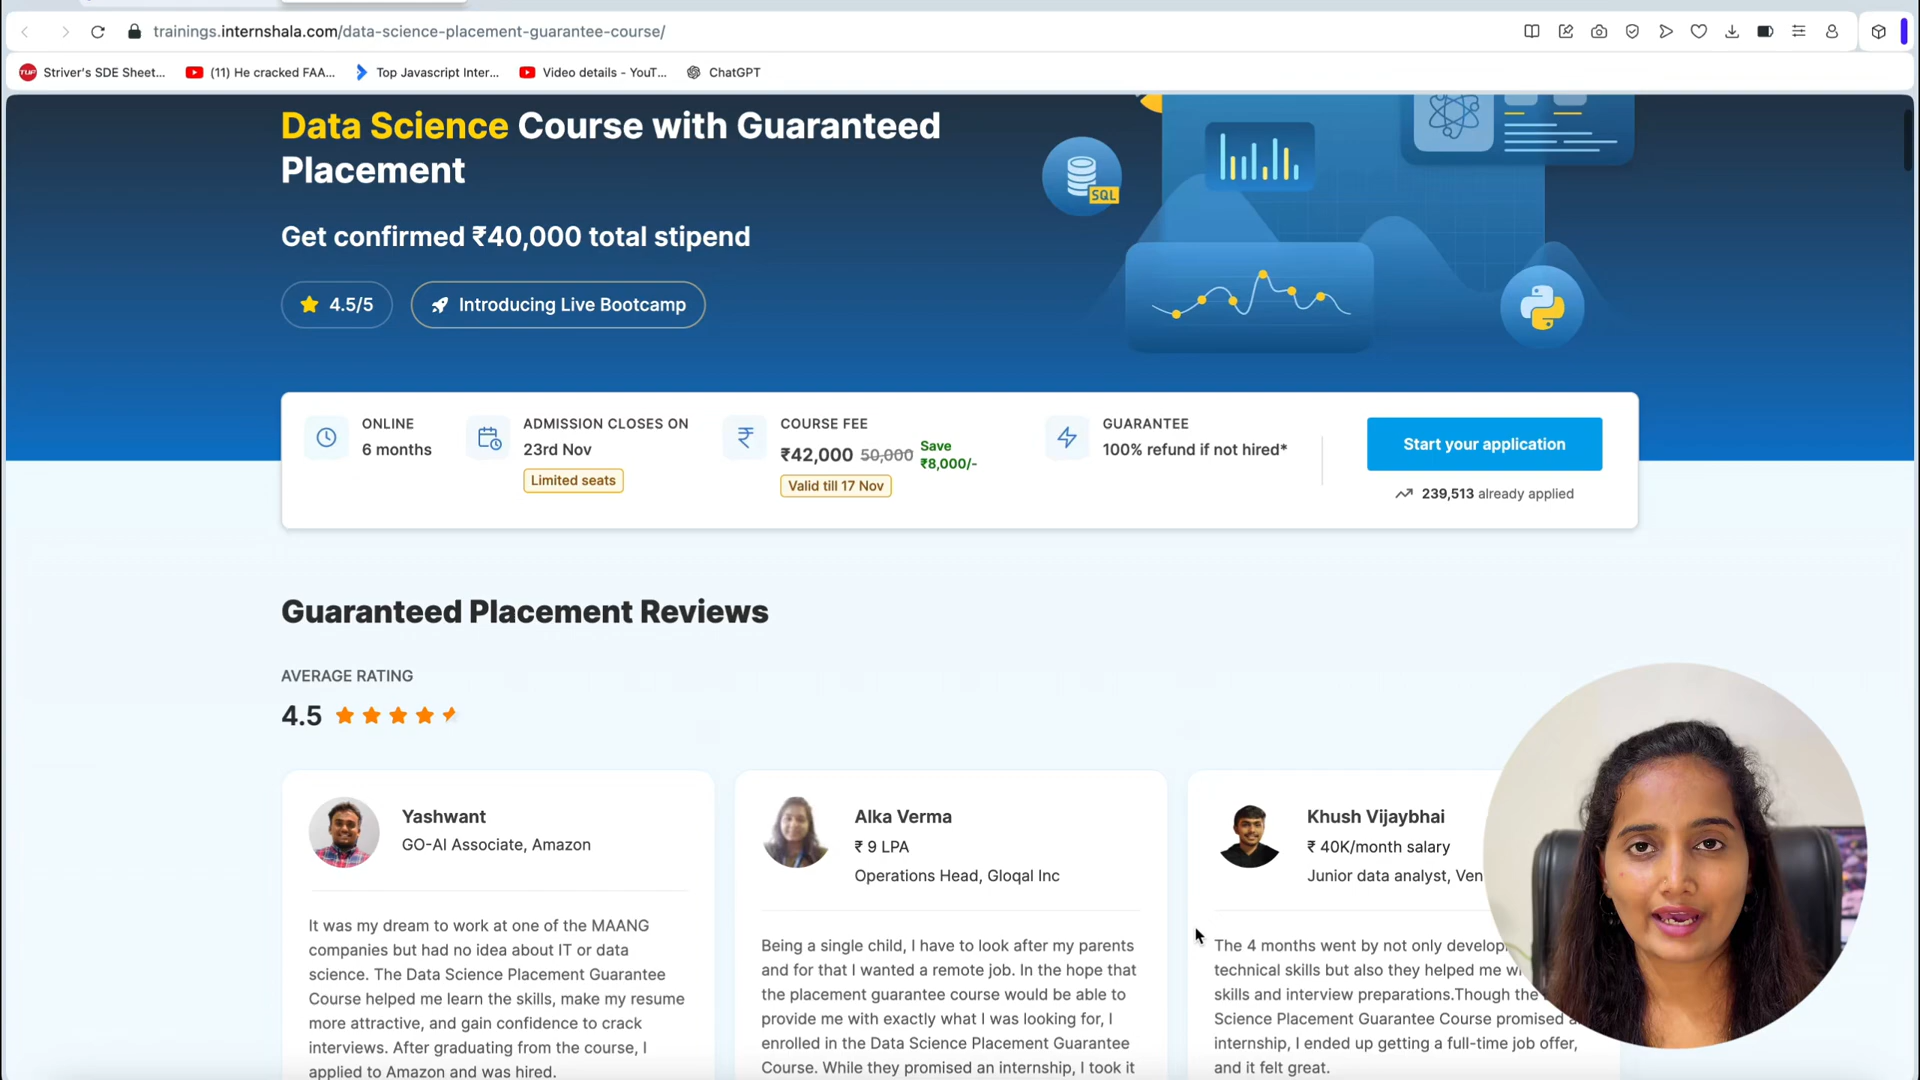 trainings.internshala.com/data-science-placement-guarantee-course/
Striver's SDE Sheet...
(11) He cracked FAA...
Top Javascript Inter...
Video details - YouT...
ChatGPT
Data Science Course with Guaranteed
Placement
Get confirmed ₹40,000 total stipend
4.5/5
Introducing Live Bootcamp
SQL
ONLINE
6 months
ADMISSION CLOSES ON
23rd Nov
Limited seats
COURSE FEE
₹42,000 50,000 Save
₹8,000/-
Valid till 17 Nov
GUARANTEE
100% refund if not hired*
Start your application
239,513 already applied
Guaranteed Placement Reviews
AVERAGE RATING
4.5
Yashwant
GO-AI Associate, Amazon
It was my dream to work at one of the MAANG
companies but had no idea about IT or data
science. The Data Science Placement Guarantee
Course helped me learn the skills, make my resume
more attractive, and gain confidence to crack
interviews. After graduating from the course, I
applied to Amazon and was hired.
Alka Verma
₹ 9 LPA
Operations Head, Gloqal Inc
Being a single child, I have to look after my parents
and for that I wanted a remote job. In the hope that
the placement guarantee course would be able to
provide me with exactly what I was looking for, I
enrolled in the Data Science Placement Guarantee
Course. While they promised an internship, I took it
Khush Vijaybhai
₹ 40K/month salary
Junior data analyst, Ven
The 4 months went by not only develop
technical skills but also they helped me w
skills and interview preparations.Though the
Science Placement Guarantee Course promised a
internship, I ended up getting a full-time job offer,
and it felt great.